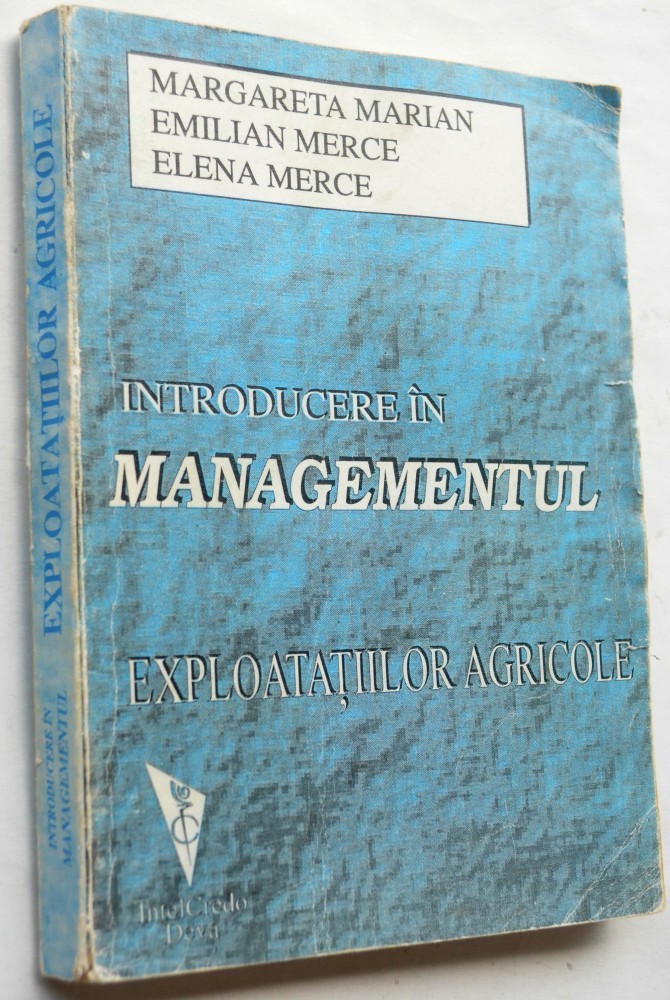 MARGARETA MARIAN
EMILIAN MERCE
ELENA MERCE
INTRODUCERE ÎN
MANAGEMENTUL
EXPLOATAȚIILOR AGRICOLE
IntelCredo
Deva
INTRODUCERE ÎN
MANAGEMENTUL
EXPLOATAȚIILOR AGRICOLE